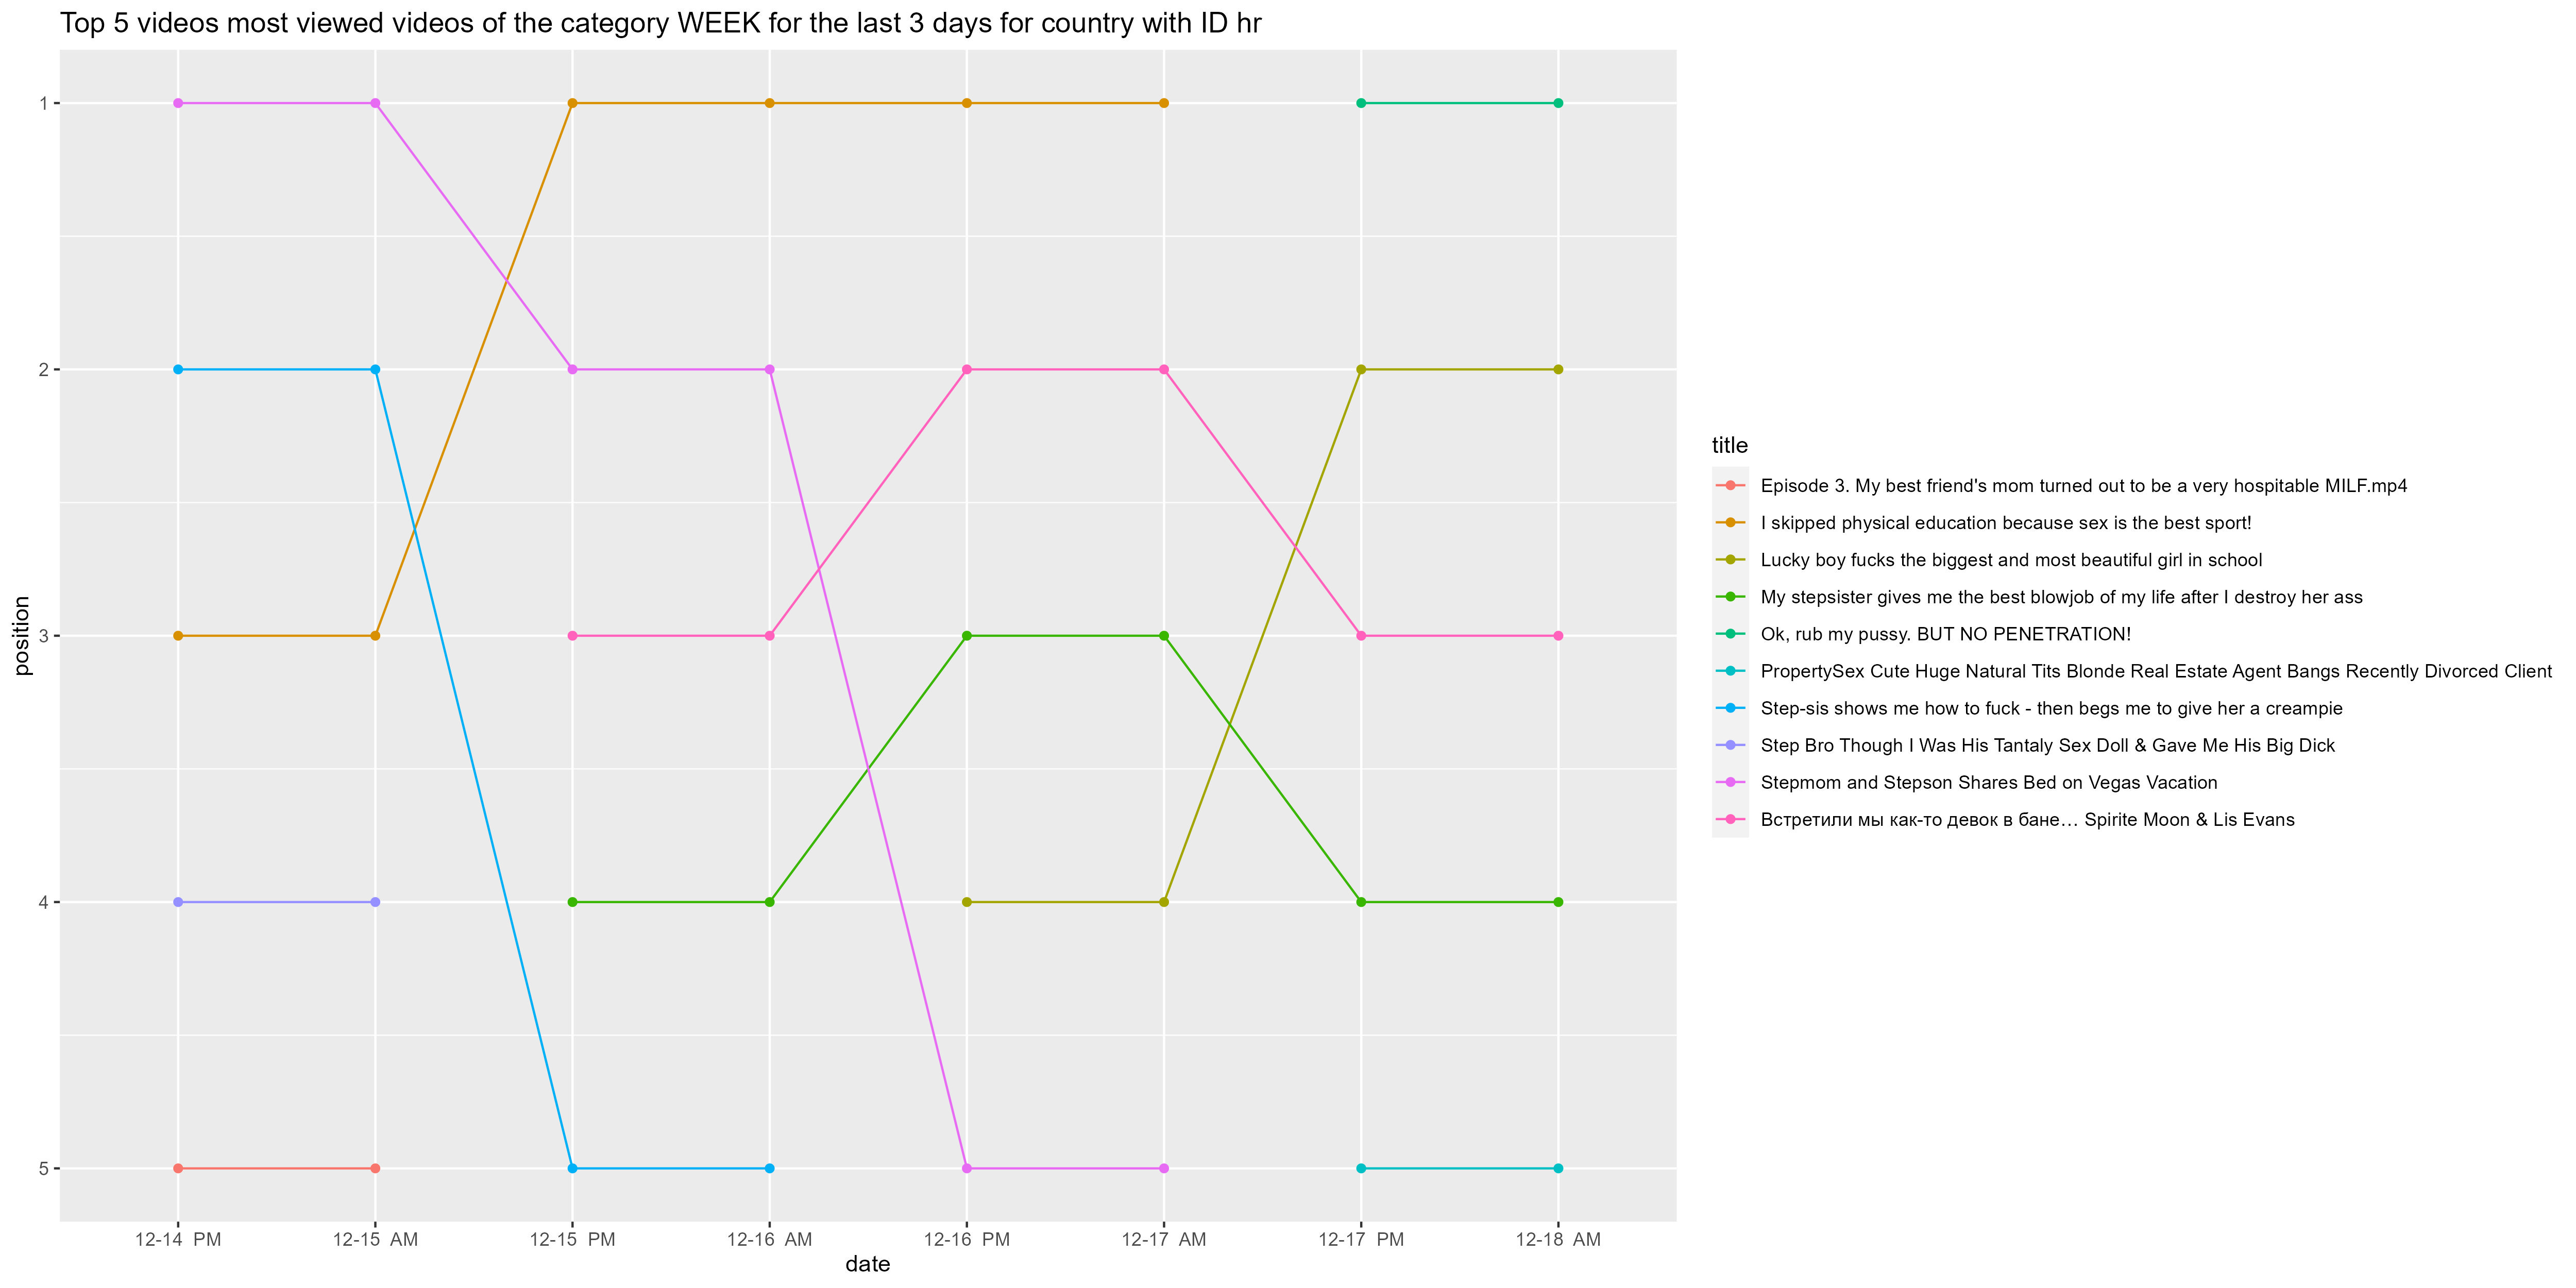 Top 5 videos most viewed videos of the category WEEK for the last 3 days for country with ID hr
1
2
3
4
5
position
12-14 PM
12-15 AM
12-15 PM
12-16 AM
12-16 PM
12-17 AM
12-17 PM
12-18 AM
date
title
Episode 3. My best friend's mom turned out to be a very hospitable MILF.mp4
I skipped physical education because sex is the best sport!
Lucky boy fucks the biggest and most beautiful girl in school
My stepsister gives me the best blowjob of my life after I destroy her ass
Ok, rub my pussy. BUT NO PENETRATION!
PropertySex Cute Huge Natural Tits Blonde Real Estate Agent Bangs Recently Divorced Client
Step-sis shows me how to fuck - then begs me to give her a creampie
Step Bro Though I Was His Tantaly Sex Doll & Gave Me His Big Dick
Stepmom and Stepson Shares Bed on Vegas Vacation
Встретили мы как-то девок в бане… Spirite Moon & Lis Evans